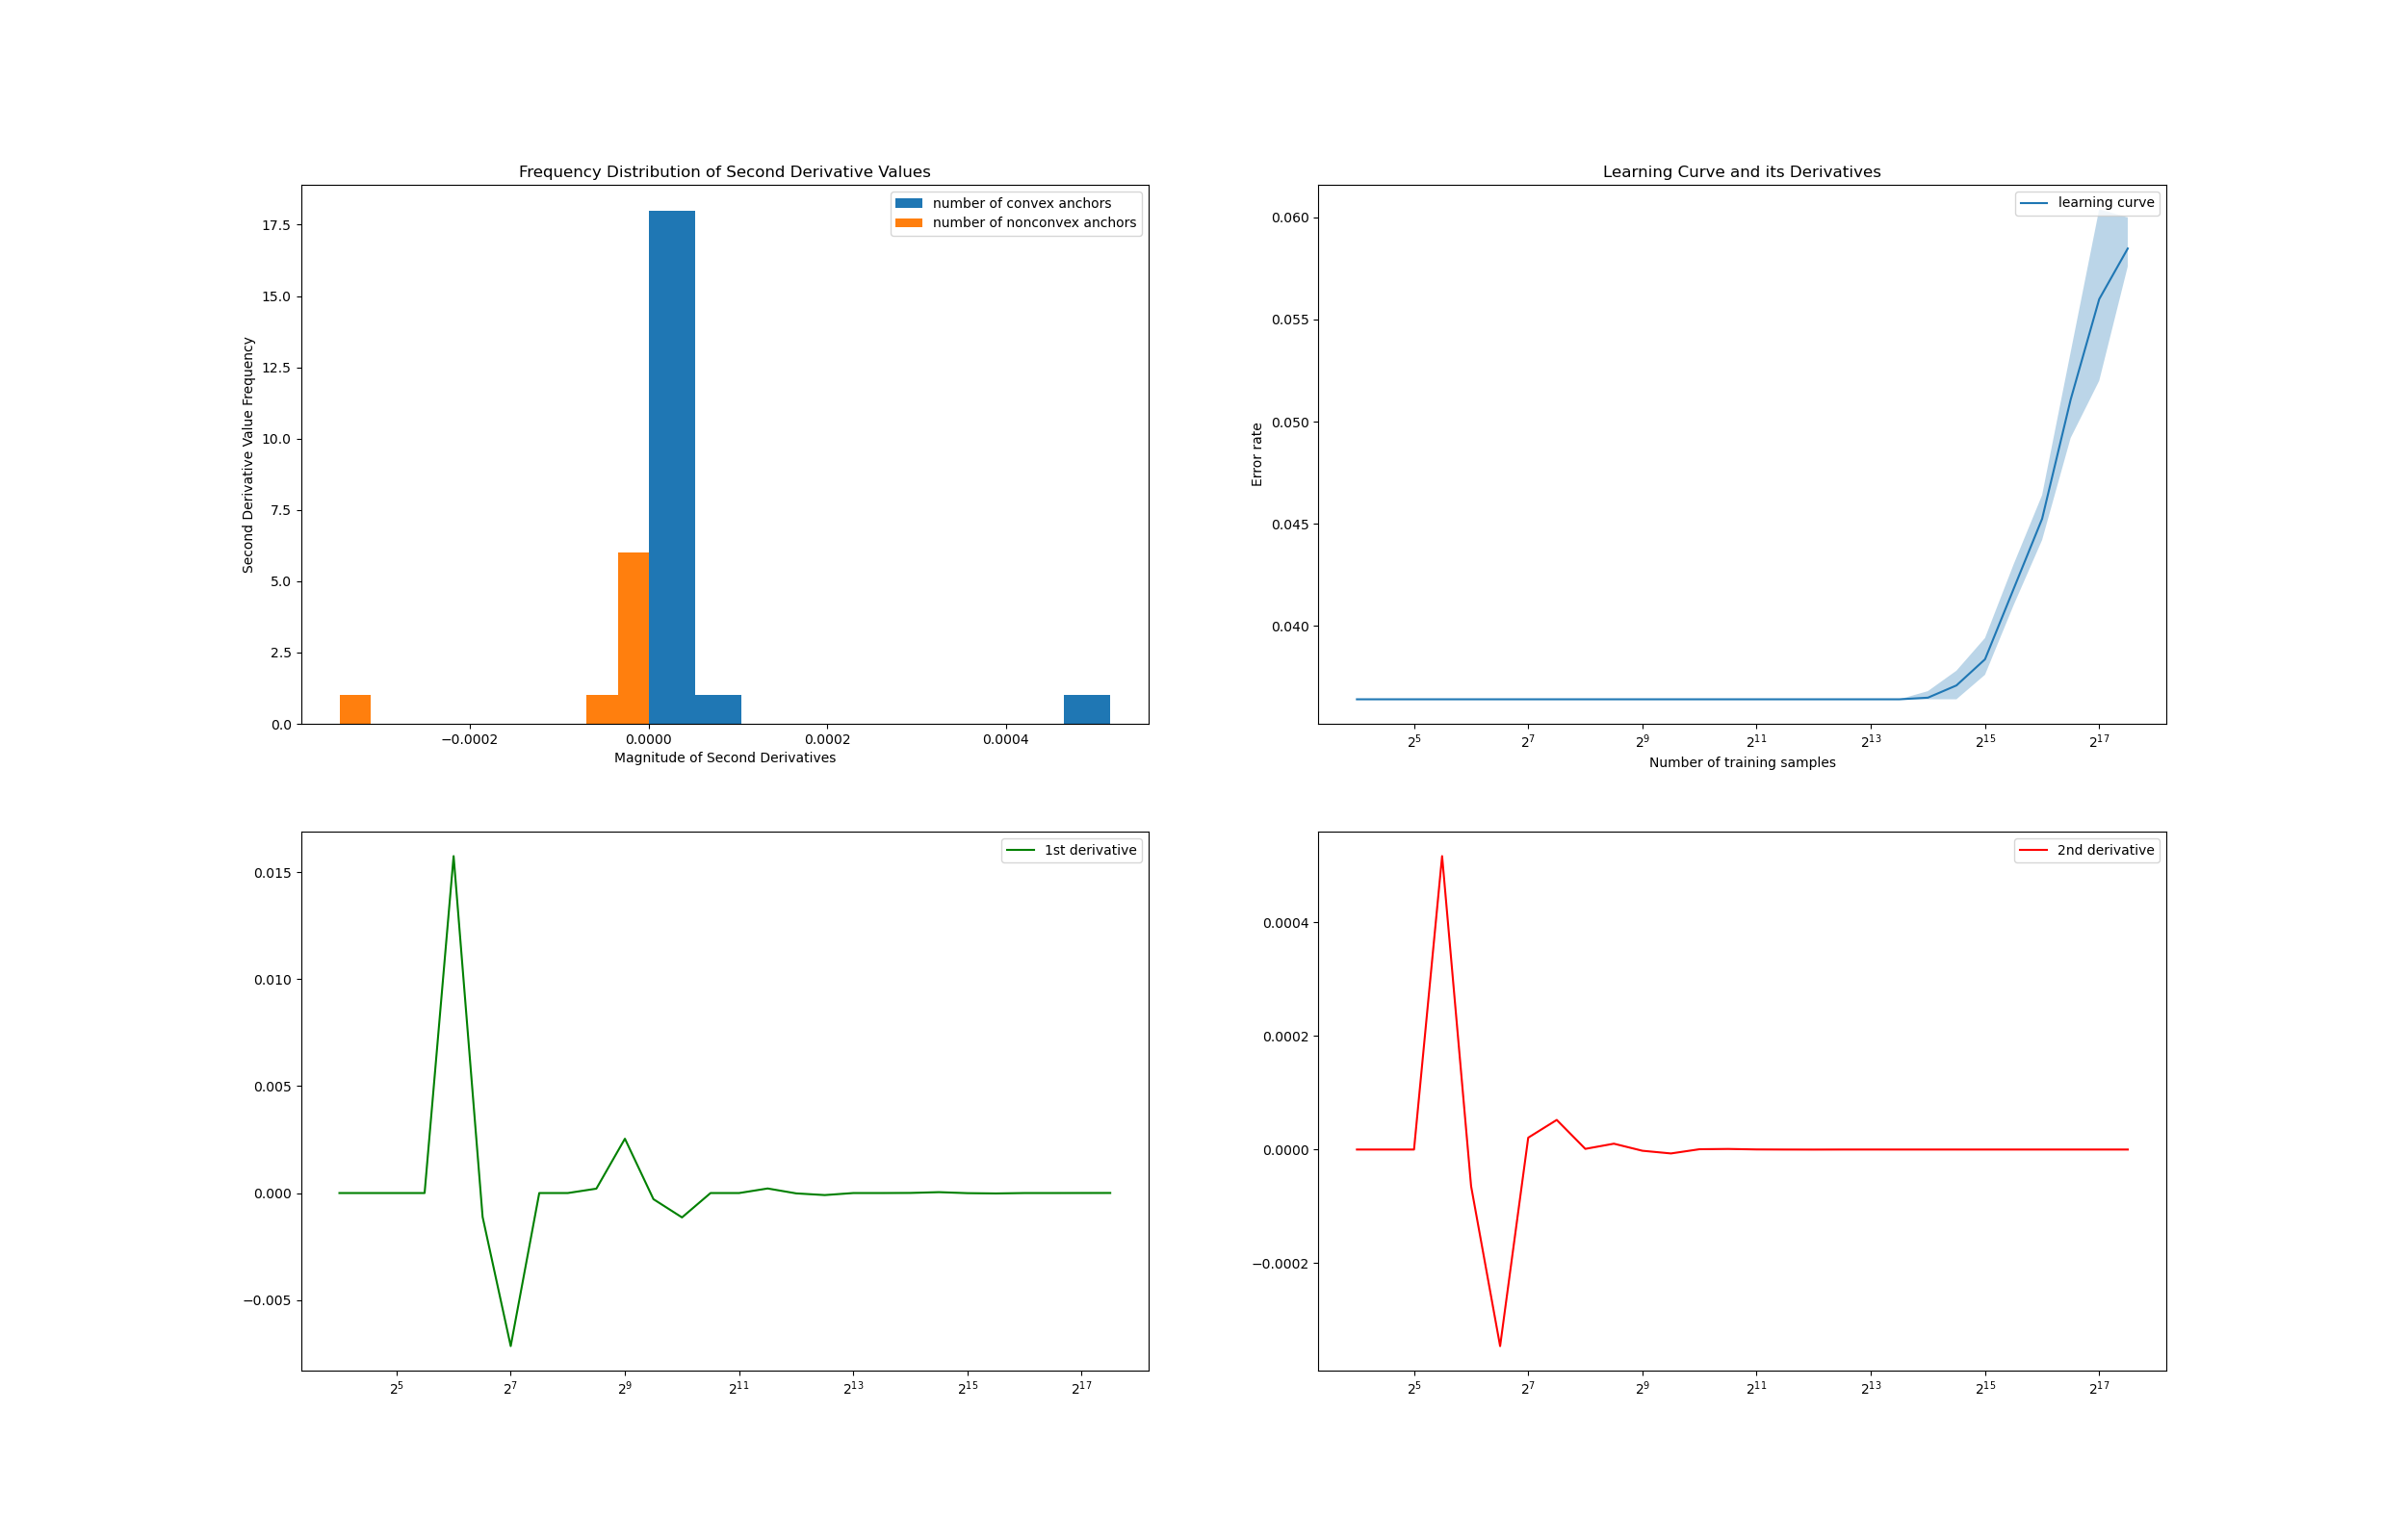 Frequency Distribution of Second Derivative Values
number of convex anchors
number of nonconvex anchors
17.5
15.0
12.5
10.0
7.5
5.0
2.5
0.0
Second Derivative Value Frequency
−0.0002 0.0000 0.0002 0.0004
Magnitude of Second Derivatives
Learning Curve and its Derivatives
learning curve
0.060
0.055
0.050
0.045
0.040
Error rate
2^5 2^7 2^9 2^11 2^13 2^15 2^17
Number of training samples
1st derivative
0.015
0.010
0.005
0.000
−0.005
2^5 2^7 2^9 2^11 2^13 2^15 2^17
2nd derivative
0.0004
0.0002
0.0000
−0.0002
2^5 2^7 2^9 2^11 2^13 2^15 2^17